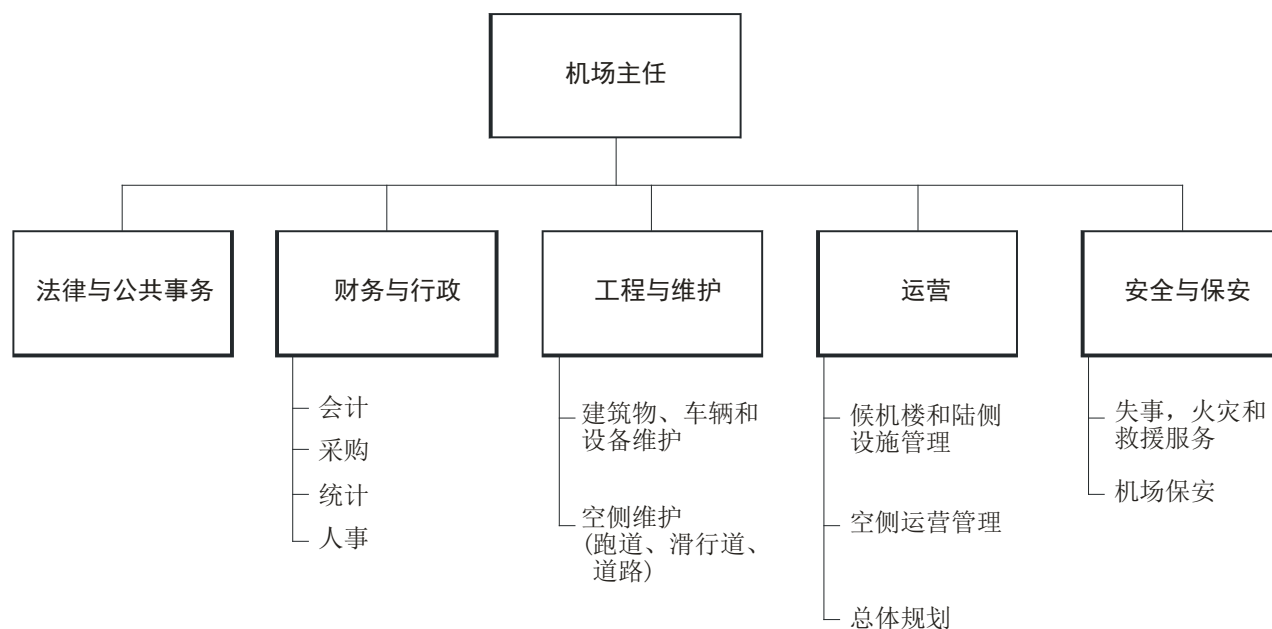 机场主任
法律与公共事务
财务与行政
工程与维护
运营
安全与保安
会计
采购
统计
人事
建筑物、车辆和
设备维护
空侧维护
(跑道、滑行道、
道路)
候机楼和陆侧
设施管理
空侧运营管理
总体规划
失事，火灾和
救援服务
机场保安